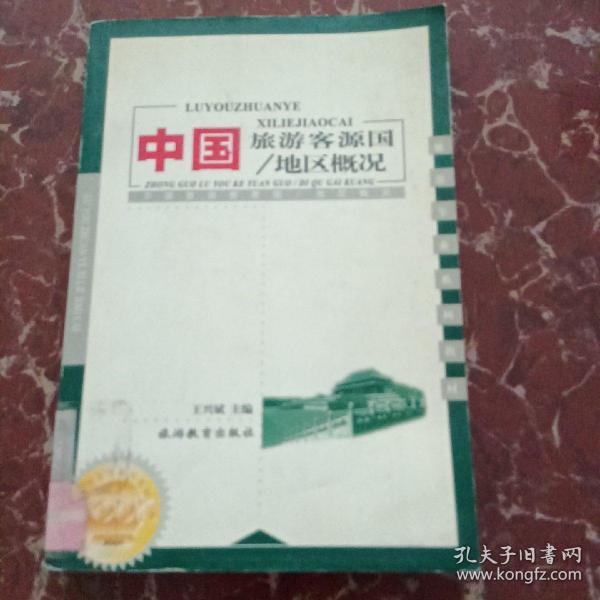 LUYOUZHUANYE
XILIEJIAOCAI
中国 旅游客源国
/地区概况
ZHONG GUO LU YOU KE YUAN GUO / DI QU GAI KUANG
王兴斌 主编
旅游教育出版社
孔夫子旧书网
www.kongfz.com